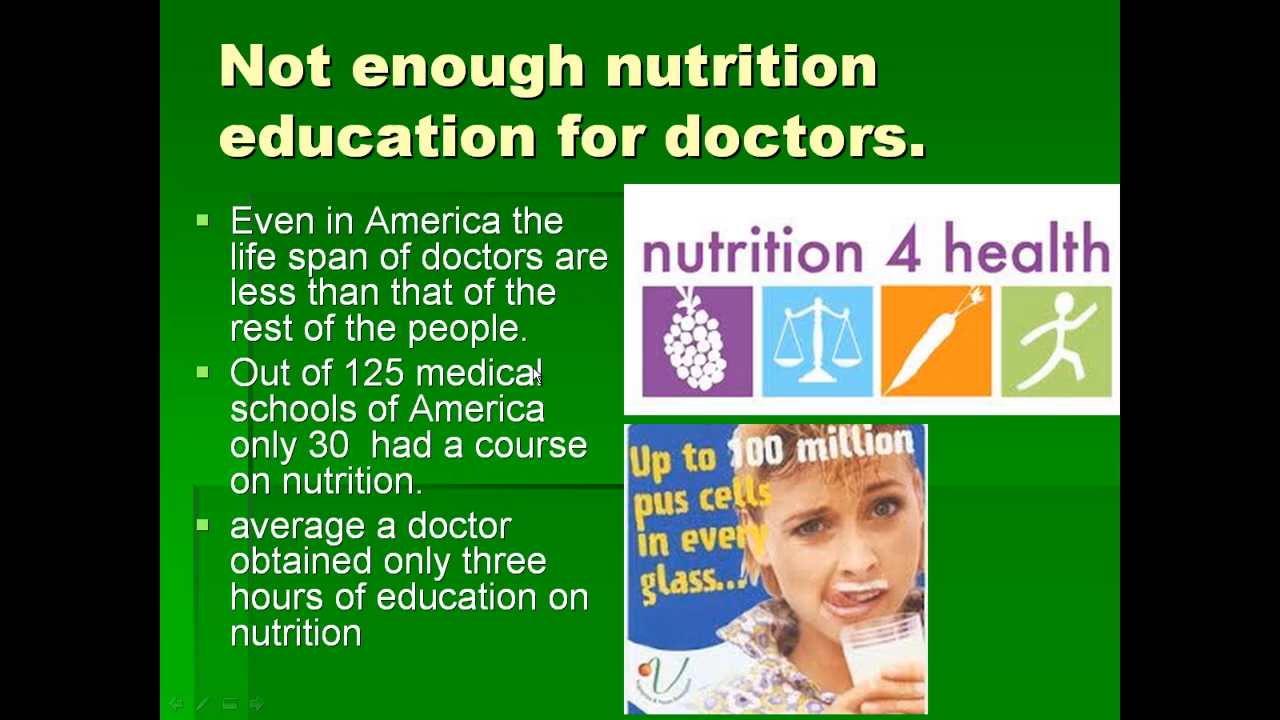 Not enough nutrition
education for doctors.
Even in America the
life span of doctors are
less than that of the
rest of the people.
Out of 125 medical
schools of America
only 30 had a course
on nutrition.
average a doctor
obtained only three
hours of education on
nutrition
nutrition 4 health
Up to 100 million
pus cells
in every
glass...